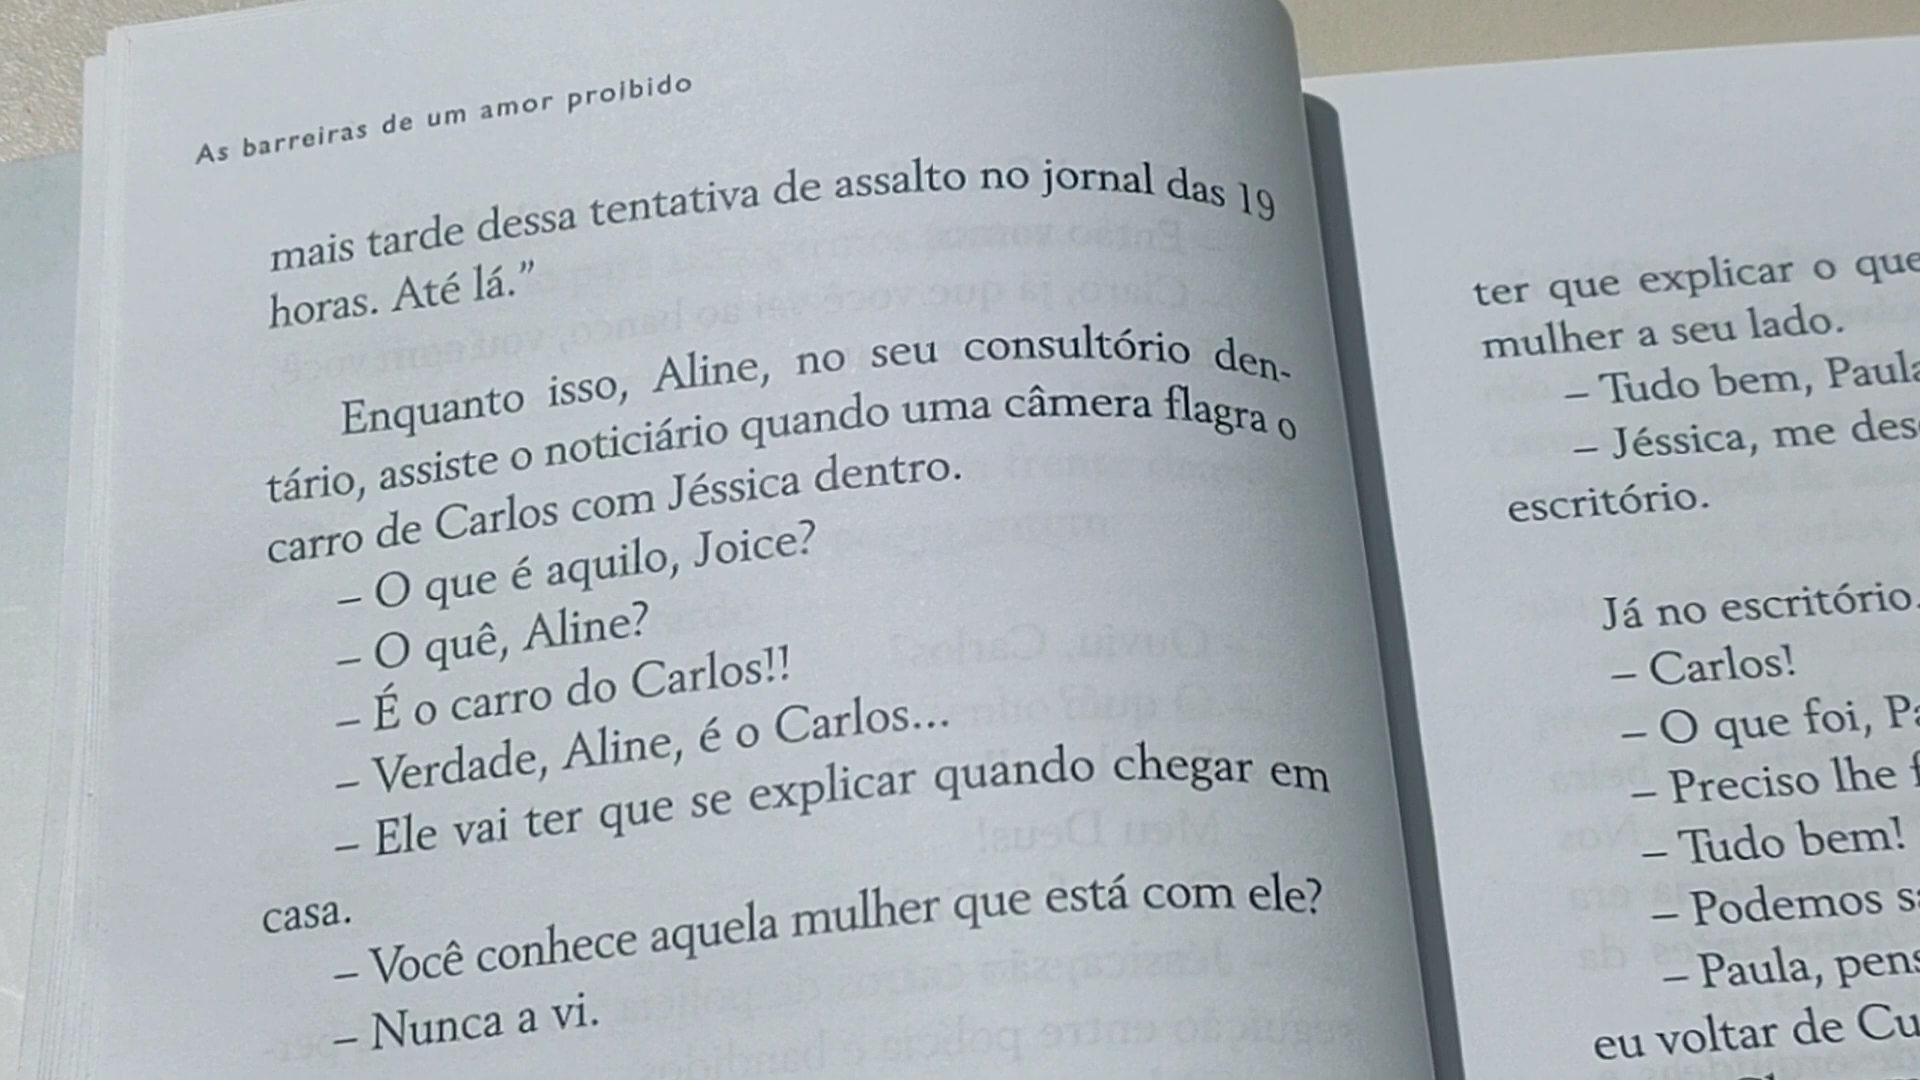 As barreiras de um amor proibido
mais tarde dessa tentativa de assalto no jornal das 19
horas. Até lá.”
Enquanto isso, Aline, no seu consultório den-
tário, assiste o noticiário quando uma câmera flagra o
carro de Carlos com Jéssica dentro.
– O que é aquilo, Joice?
– O quê, Aline?
– É o carro do Carlos!!
– Verdade, Aline, é o Carlos...
– Ele vai ter que se explicar quando chegar em
casa.
– Você conhece aquela mulher que está com ele?
– Nunca a vi.
ter que explicar o que
mulher a seu lado.
– Tudo bem, Paula
– Jéssica, me des
escritório.
Já no escritório.
– Carlos!
– O que foi, Pa
– Preciso lhe
– Tudo bem!
– Podemos sa
– Paula, pens
eu voltar de Cu